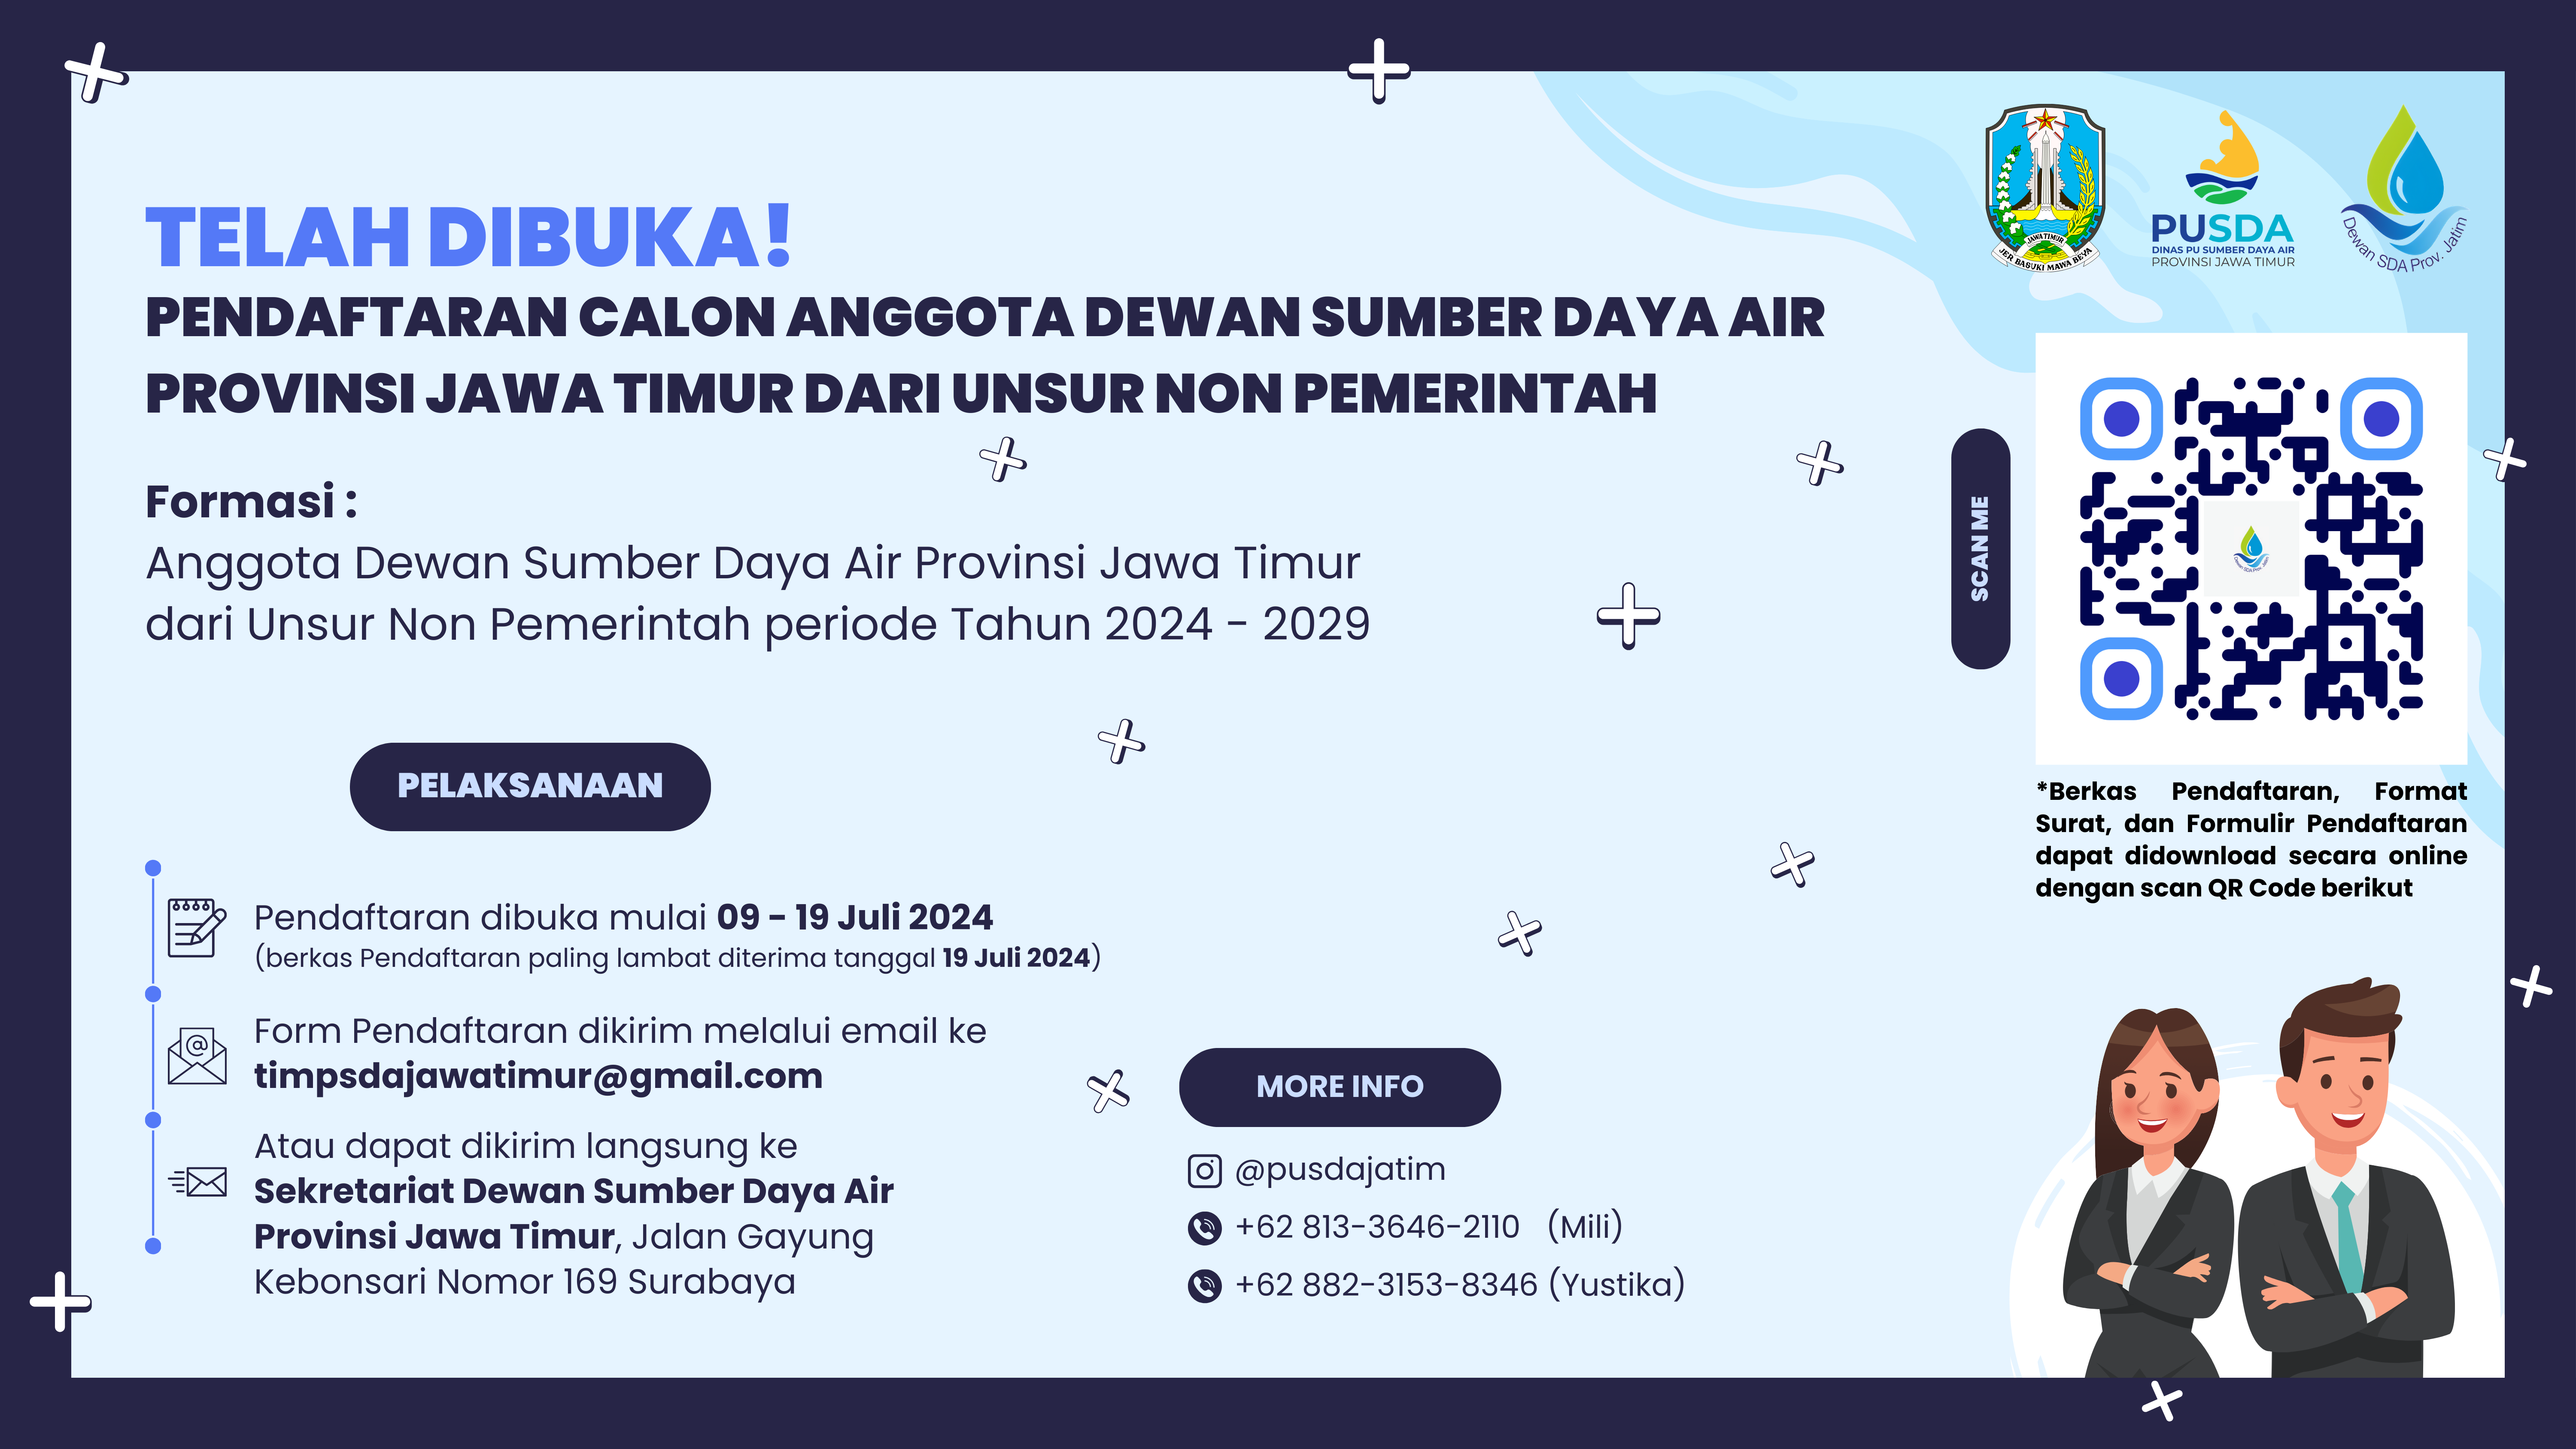 JAWA TIMUR
JER BASUKI MAWA BEYA
PUSDA
DINAS PU SUMBER DAYA AIR
PROVINSI JAWA TIMUR
Dewan SDA Prov. Jatim
TELAH DIBUKA!
PENDAFTARAN CALON ANGGOTA DEWAN SUMBER DAYA AIR
PROVINSI JAWA TIMUR DARI UNSUR NON PEMERINTAH
Formasi :
Anggota Dewan Sumber Daya Air Provinsi Jawa Timur
dari Unsur Non Pemerintah periode Tahun 2024 - 2029
SCAN ME
Dewan SDA Prov. Jatim
*Berkas Pendaftaran, Format
Surat, dan Formulir Pendaftaran
dapat didownload secara online
dengan scan QR Code berikut
PELAKSANAAN
Pendaftaran dibuka mulai 09 - 19 Juli 2024
(berkas Pendaftaran paling lambat diterima tanggal 19 Juli 2024)
Form Pendaftaran dikirim melalui email ke
timpsdajawatimur@gmail.com
Atau dapat dikirim langsung ke
Sekretariat Dewan Sumber Daya Air
Provinsi Jawa Timur, Jalan Gayung
Kebonsari Nomor 169 Surabaya
MORE INFO
@pusdajatim
+62 813-3646-2110 (Mili)
+62 882-3153-8346 (Yustika)